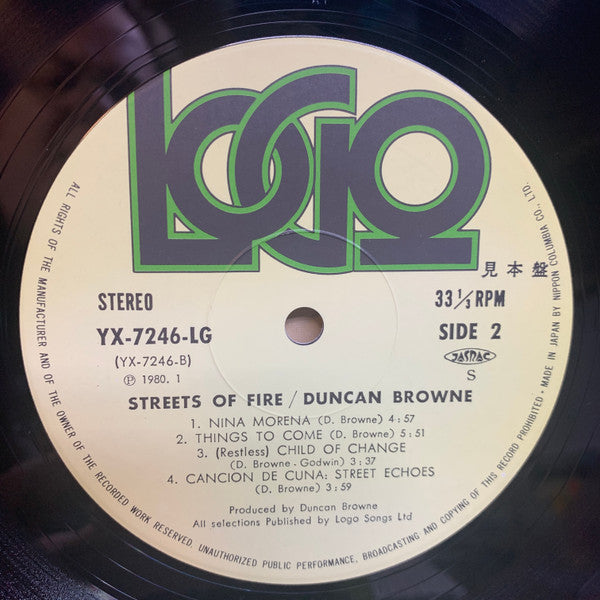 LOGO
見本盤
STEREO
33 1/3 RPM
YX-7246-LG
SIDE 2
(YX-7246-B)
JASRAC
Ⓟ 1980. 1
S
STREETS OF FIRE / DUNCAN BROWNE
1. NINA MORENA (D. Browne) 4:57
2. THINGS TO COME (D. Browne) 5:51
3. (Restless) CHILD OF CHANGE
(D. Browne - Godwin) 3:37
4. CANCION DE CUNA: STREET ECHOES
(D. Browne) 3:59
Produced by Duncan Browne
All selections Published by Logo Songs Ltd
ALL RIGHTS OF THE MANUFACTURER AND OF THE OWNER OF THE RECORDED WORK RESERVED. UNAUTHORIZED PUBLIC PERFORMANCE, BROADCASTING AND COPYING OF THIS RECORD PROHIBITED • MADE IN JAPAN BY NIPPON COLUMBIA CO., LTD.